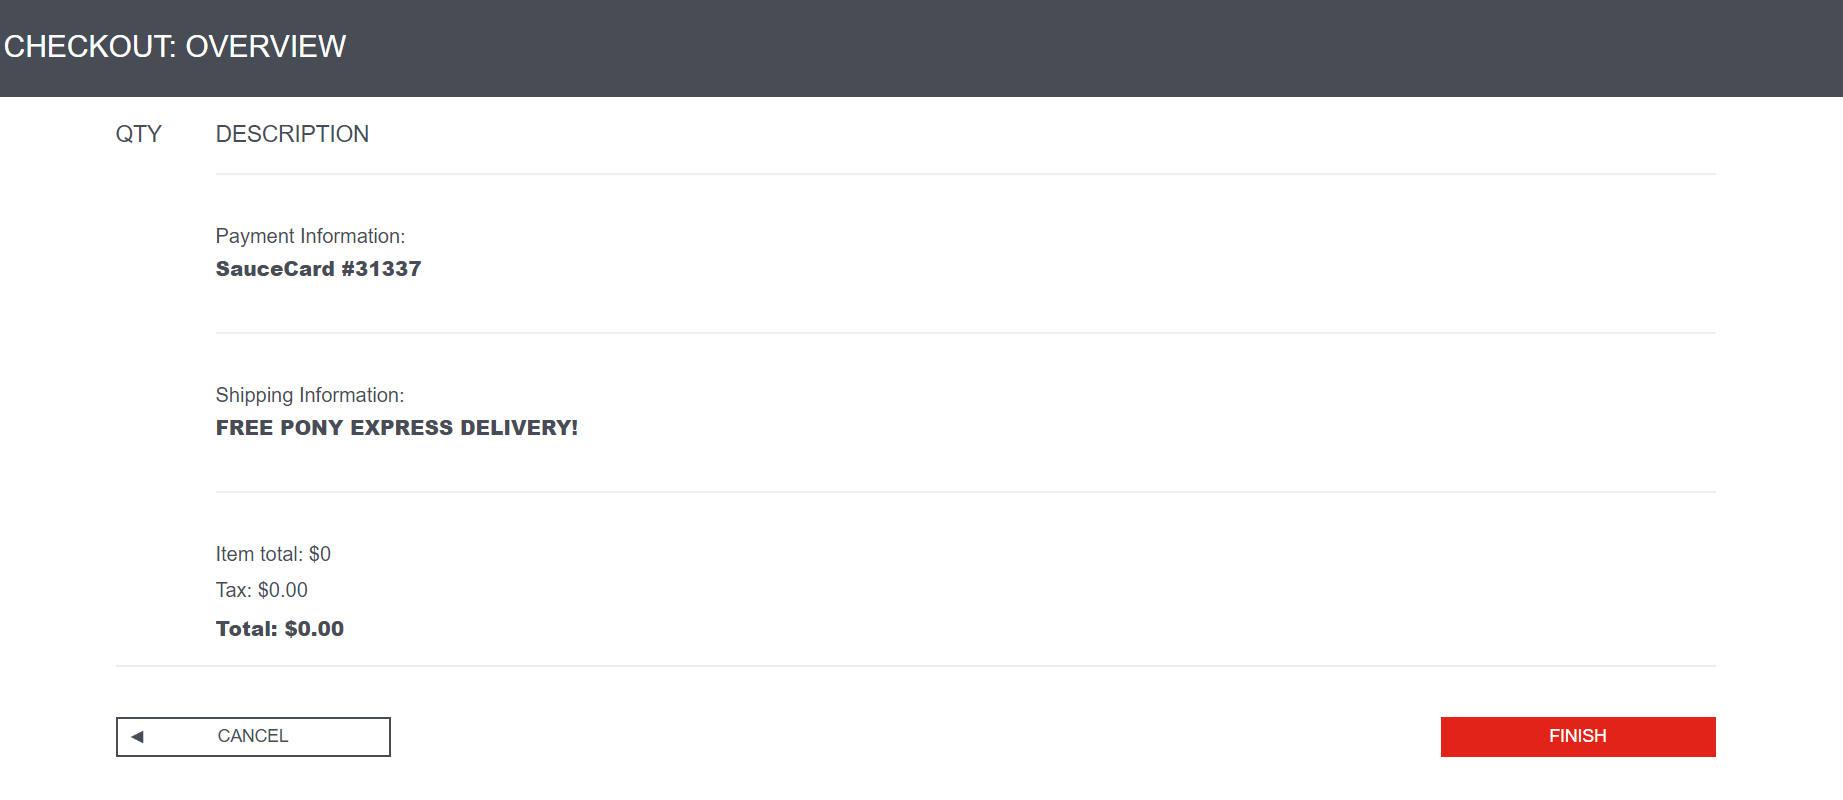 CHECKOUT: OVERVIEW
QTY DESCRIPTION
Payment Information:
SauceCard #31337
Shipping Information:
FREE PONY EXPRESS DELIVERY!
Item total: $0
Tax: $0.00
Total: $0.00
CANCEL FINISH